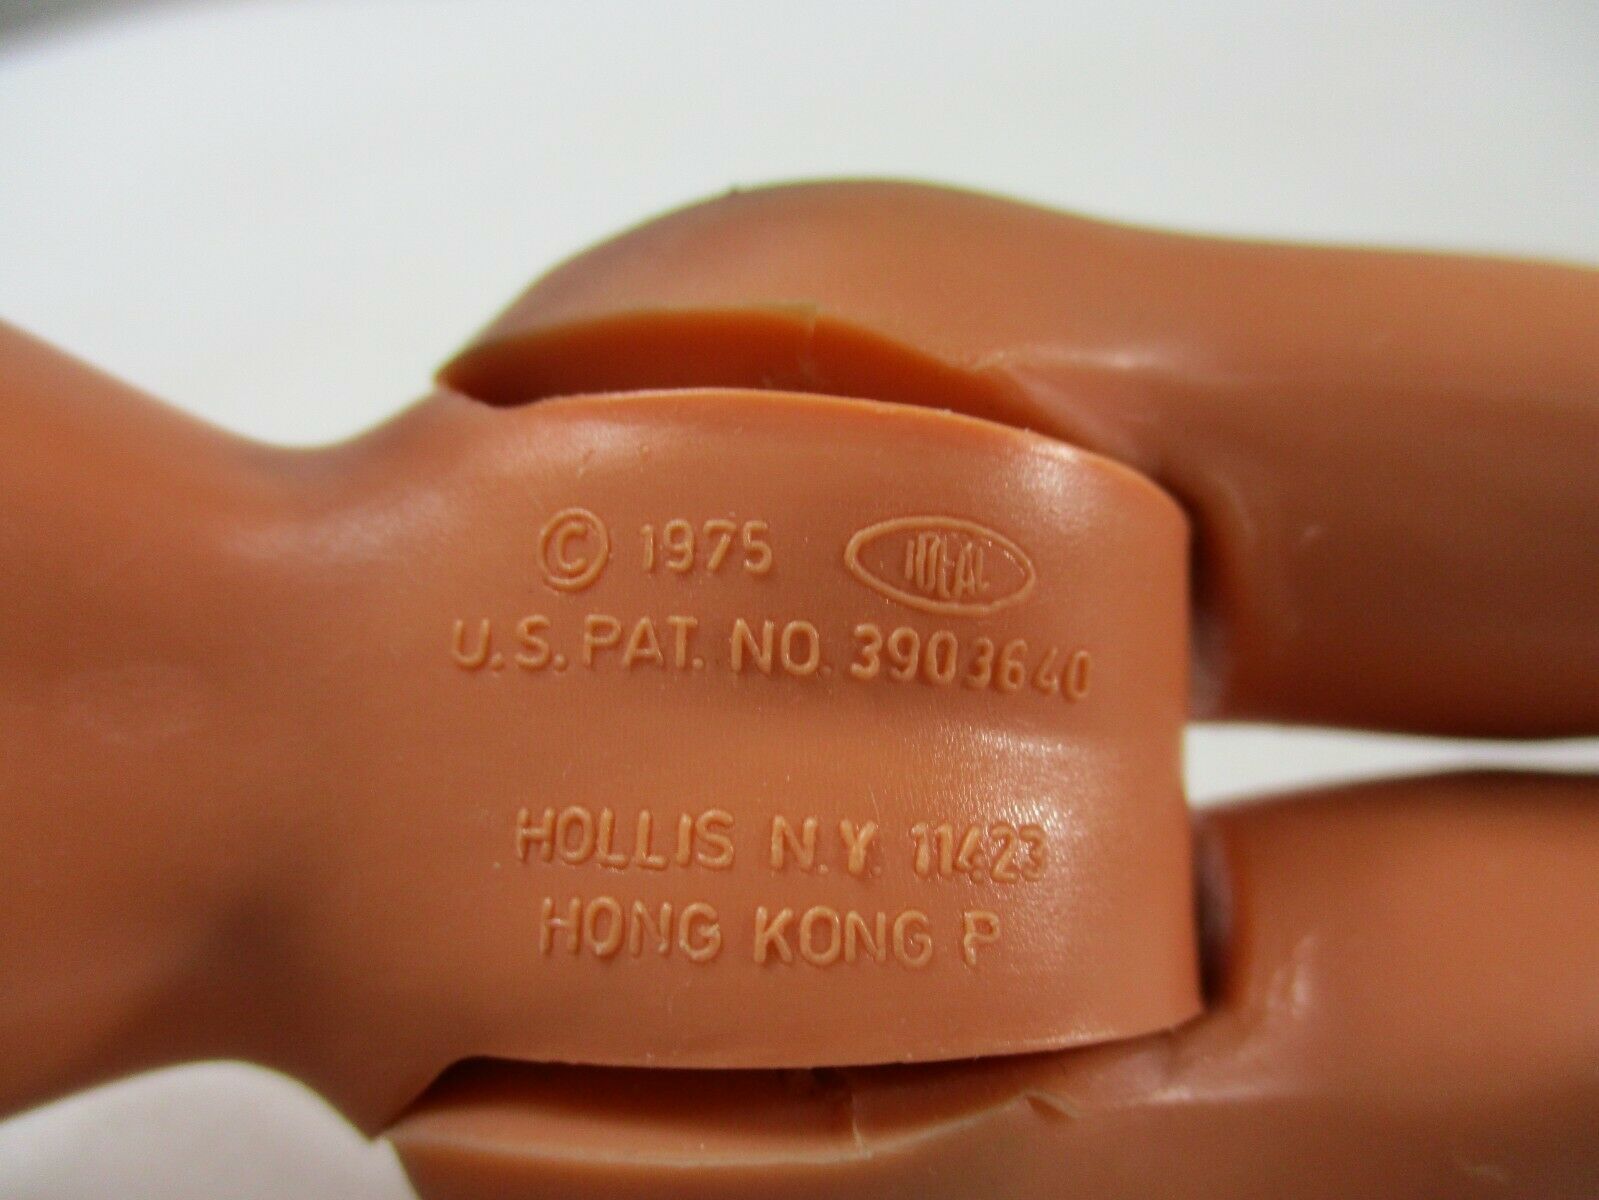 © 1975 IDEAL
U.S. PAT. NO. 3903640
HOLLIS N.Y. 11423
HONG KONG P